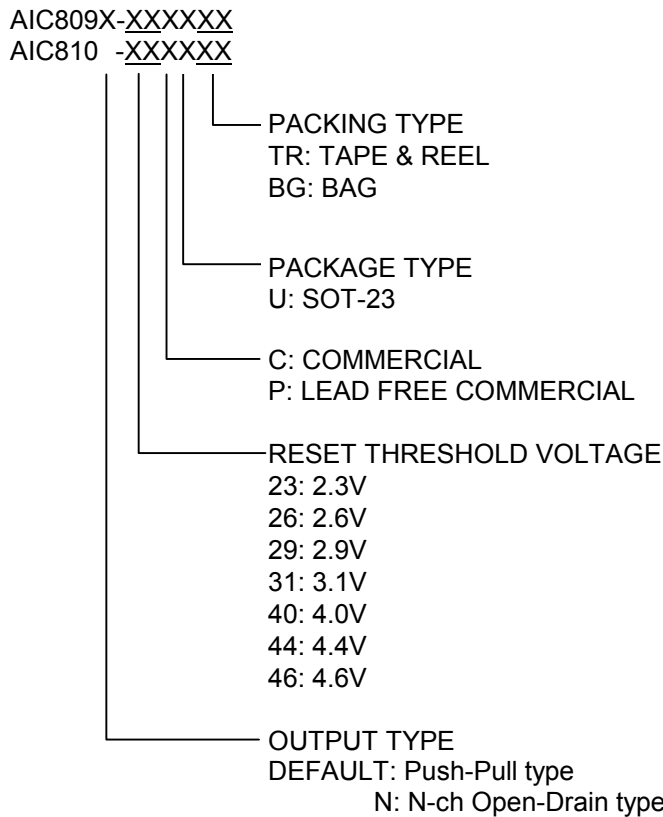 AIC809X-XXXXXX
AIC810 -XXXXXX
PACKING TYPE
TR: TAPE & REEL
BG: BAG
PACKAGE TYPE
U: SOT-23
C: COMMERCIAL
P: LEAD FREE COMMERCIAL
RESET THRESHOLD VOLTAGE
23: 2.3V
26: 2.6V
29: 2.9V
31: 3.1V
40: 4.0V
44: 4.4V
46: 4.6V
OUTPUT TYPE
DEFAULT: Push-Pull type
N: N-ch Open-Drain type